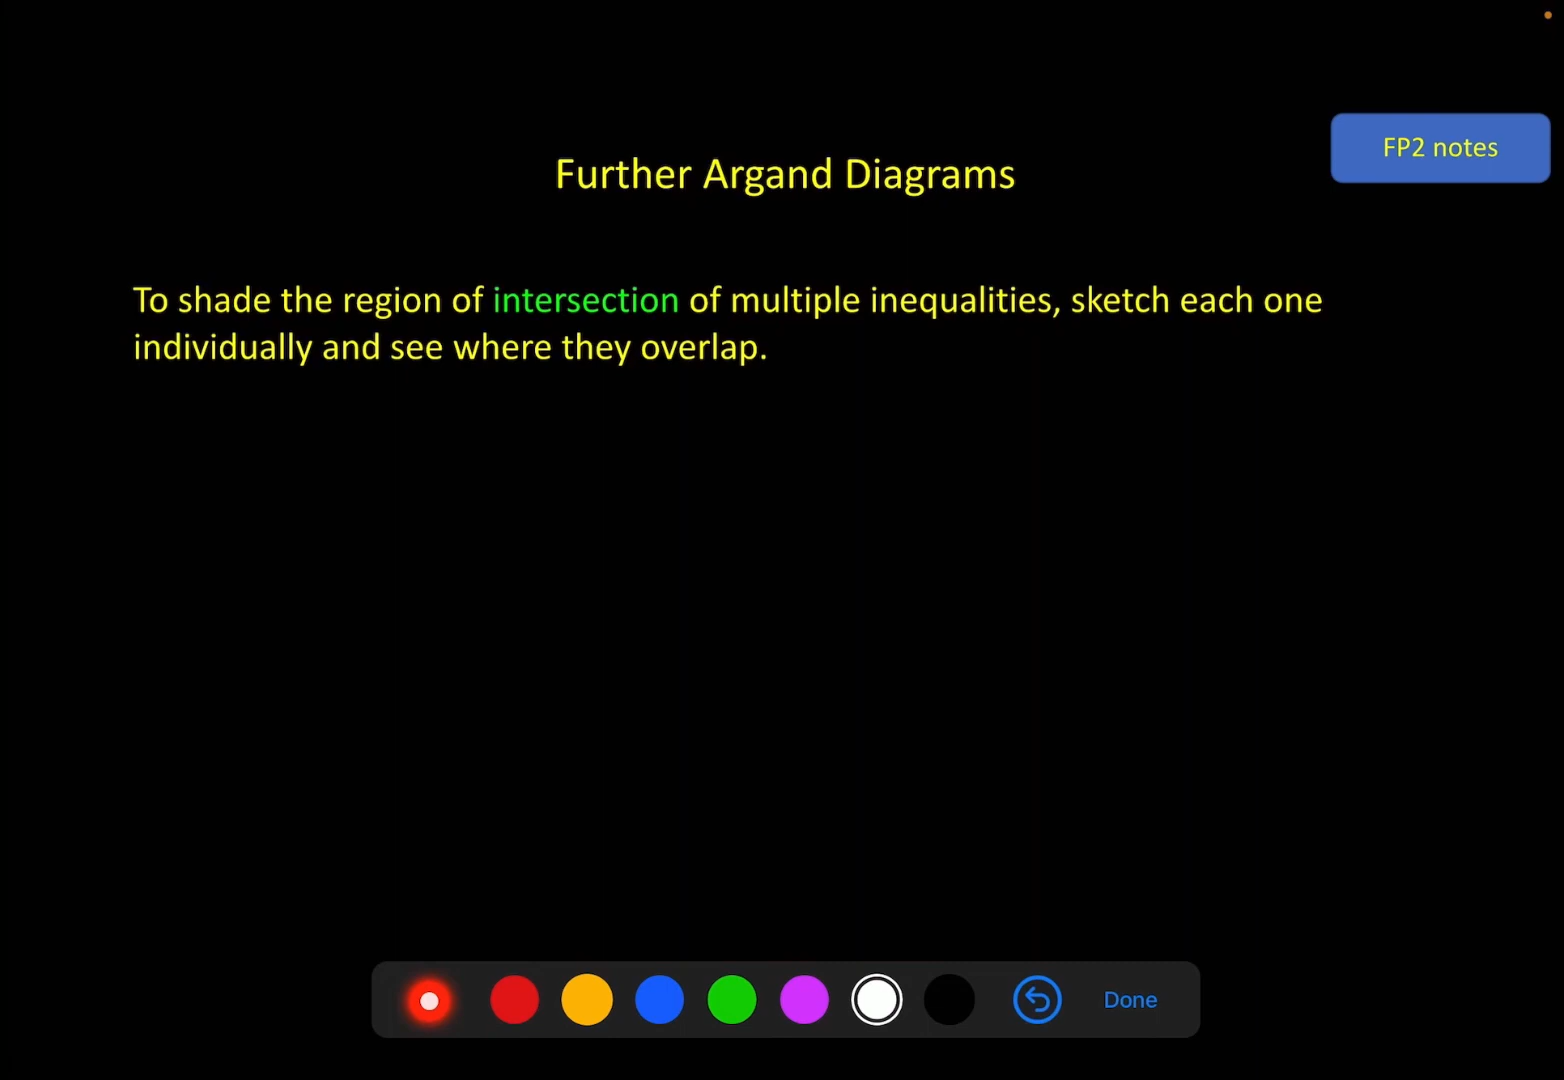 FP2 notes
Further Argand Diagrams
To shade the region of intersection of multiple inequalities, sketch each one
individually and see where they overlap.
Done